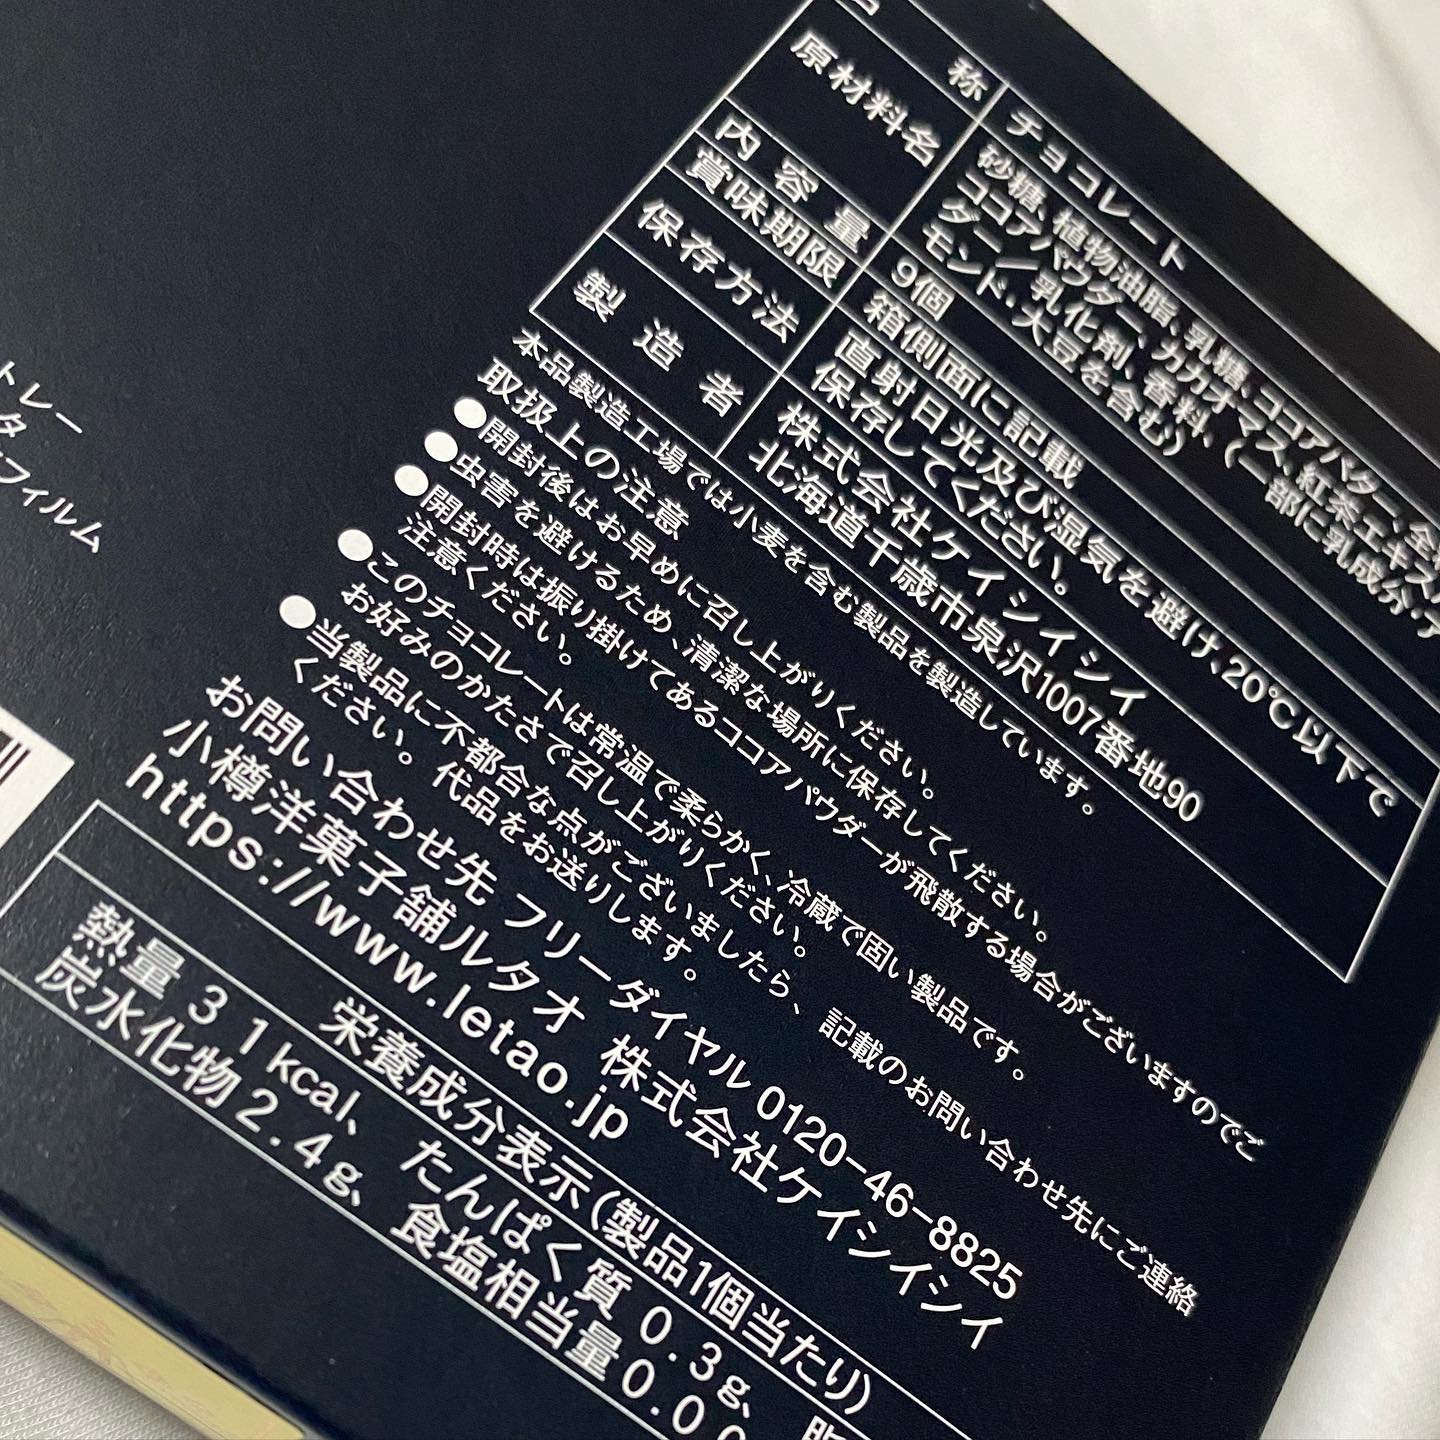 称 チョコレート
原材料名 砂糖、植物油脂、乳糖、ココアバター、全
ココアパウダー、カカオマス、紅茶エキス
ダー／乳化剤、香料、(一部に乳成分・ア
モンド・大豆を含む)
内容量 9個
賞味期限 箱側面に記載
保存方法 直射日光及び湿気を避け、20℃以下で
保存してください。
製造者 株式会社ケイシイシイ
北海道千歳市泉沢1007番地90
本品製造工場では小麦を含む製品を製造しています。
取扱上の注意
●開封後はお早めに召し上がりください。
●虫害を避けるため、清潔な場所に保存してください。
●開封時は振り掛けてあるココアパウダーが飛散する場合がございますのでご
注意ください。
●このチョコレートは常温で柔らかく、冷蔵で固い製品です。
お好みのかたさで召し上がりください。
●当製品に不都合な点がございましたら、記載のお問い合わせ先にご連絡
ください。代品をお送りします。
お問い合わせ先 フリーダイヤル 0120-46-8825
小樽洋菓子舗ルタオ 株式会社ケイシイシイ
https://www.letao.jp
栄養成分表示(製品1個当たり)
熱量 31kcal、たんぱく質 0.3g、
炭水化物2.4g、食塩相当量0.0
トレー
タ
フィルム